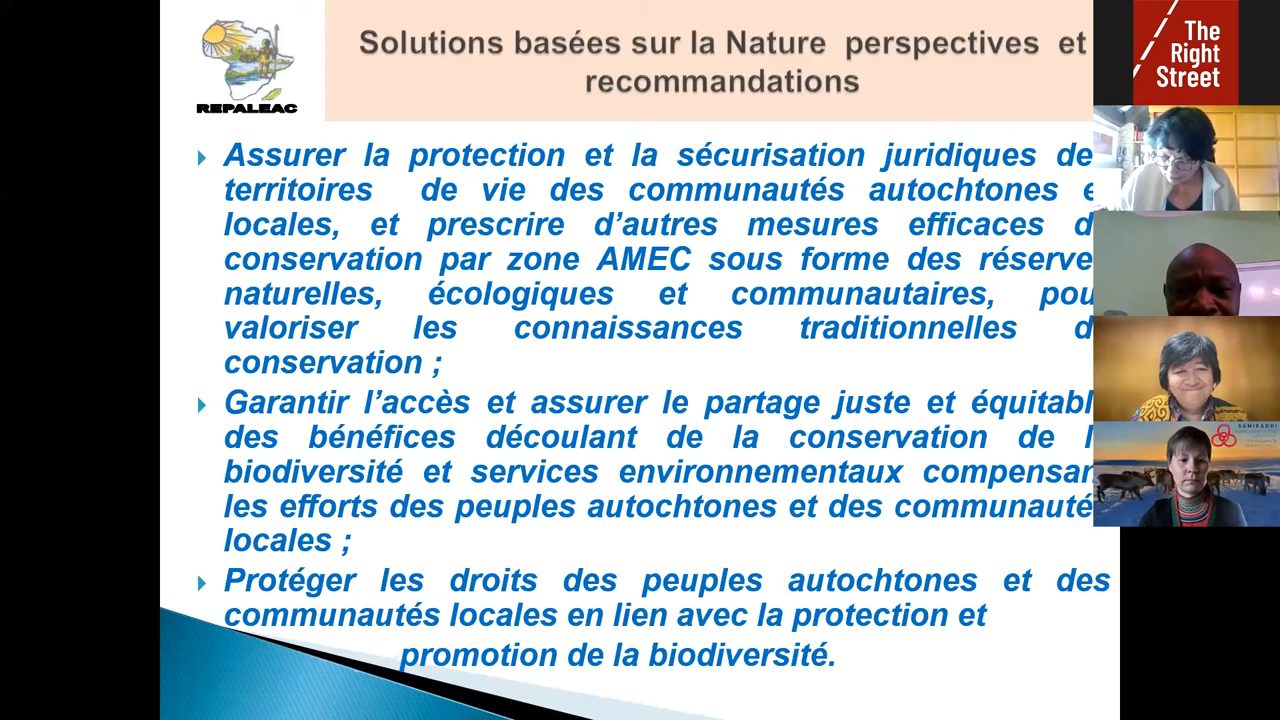 REPALEAC
Solutions basées sur la Nature perspectives et
recommandations
Assurer la protection et la sécurisation juridiques de
territoires de vie des communautés autochtones
locales, et prescrire d'autres mesures efficaces d
conservation par zone AMEC sous forme des réserve
naturelles, écologiques et communautaires, pou
valoriser les connaissances traditionnelles d
conservation ;
Garantir l'accès et assurer le partage juste et équitabl
des bénéfices découlant de la conservation de l
biodiversité et services environnementaux compensan
les efforts des peuples autochtones et des communauté
locales ;
Protéger les droits des peuples autochtones et des
communautés locales en lien avec la protection et
promotion de la biodiversité.
The
Right
Street
SAMIRÁĐĐI